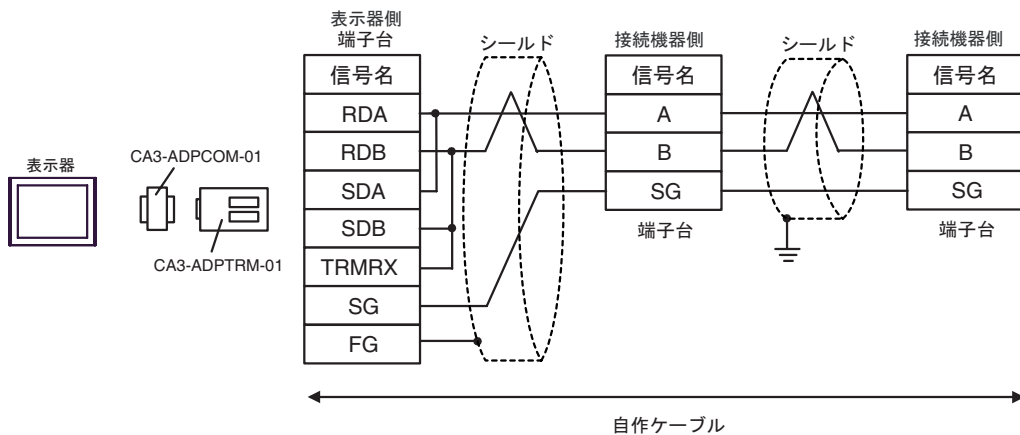 表示器
CA3-ADPCOM-01
CA3-ADPTRM-01
表示器側
端子台
信号名
RDA
RDB
SDA
SDB
TRMRX
SG
FG
シールド
接続機器側
信号名
A
B
SG
端子台
シールド
接続機器側
信号名
A
B
SG
端子台
自作ケーブル